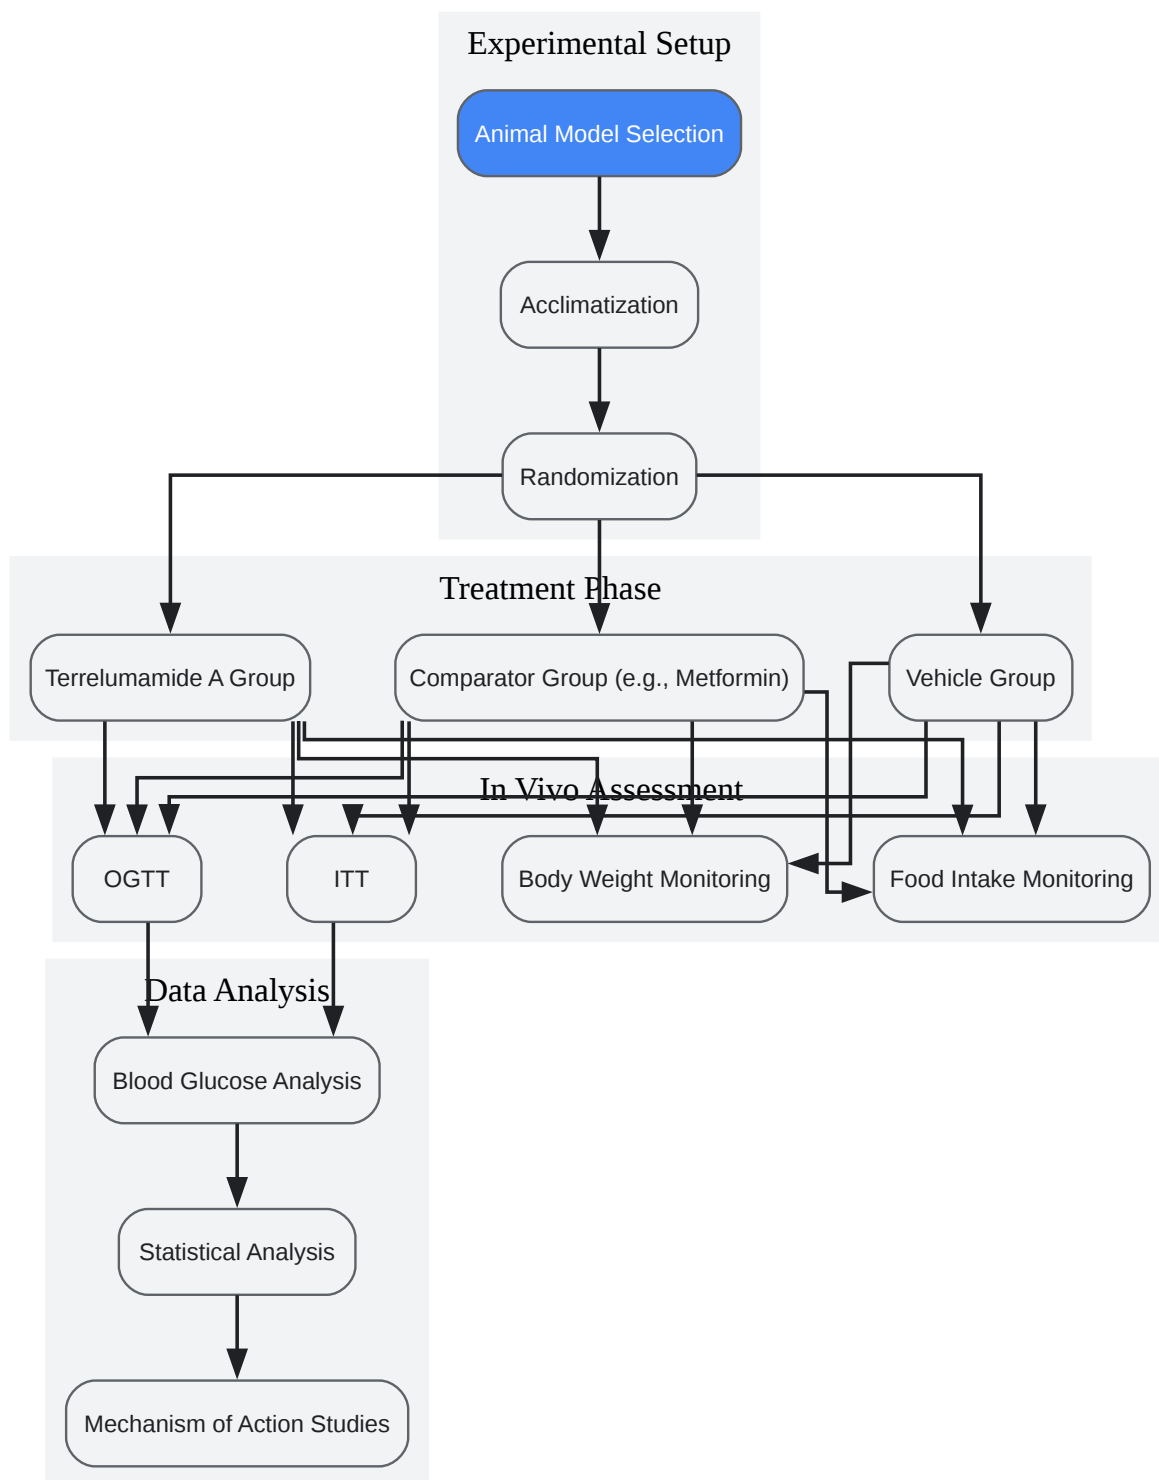 Experimental Setup
Animal Model Selection
Acclimatization
Randomization
Treatment Phase
Terrelumamide A Group
Comparator Group (e.g., Metformin)
Vehicle Group
In Vivo Assessment
OGTT
ITT
Body Weight Monitoring
Food Intake Monitoring
Data Analysis
Blood Glucose Analysis
Statistical Analysis
Mechanism of Action Studies